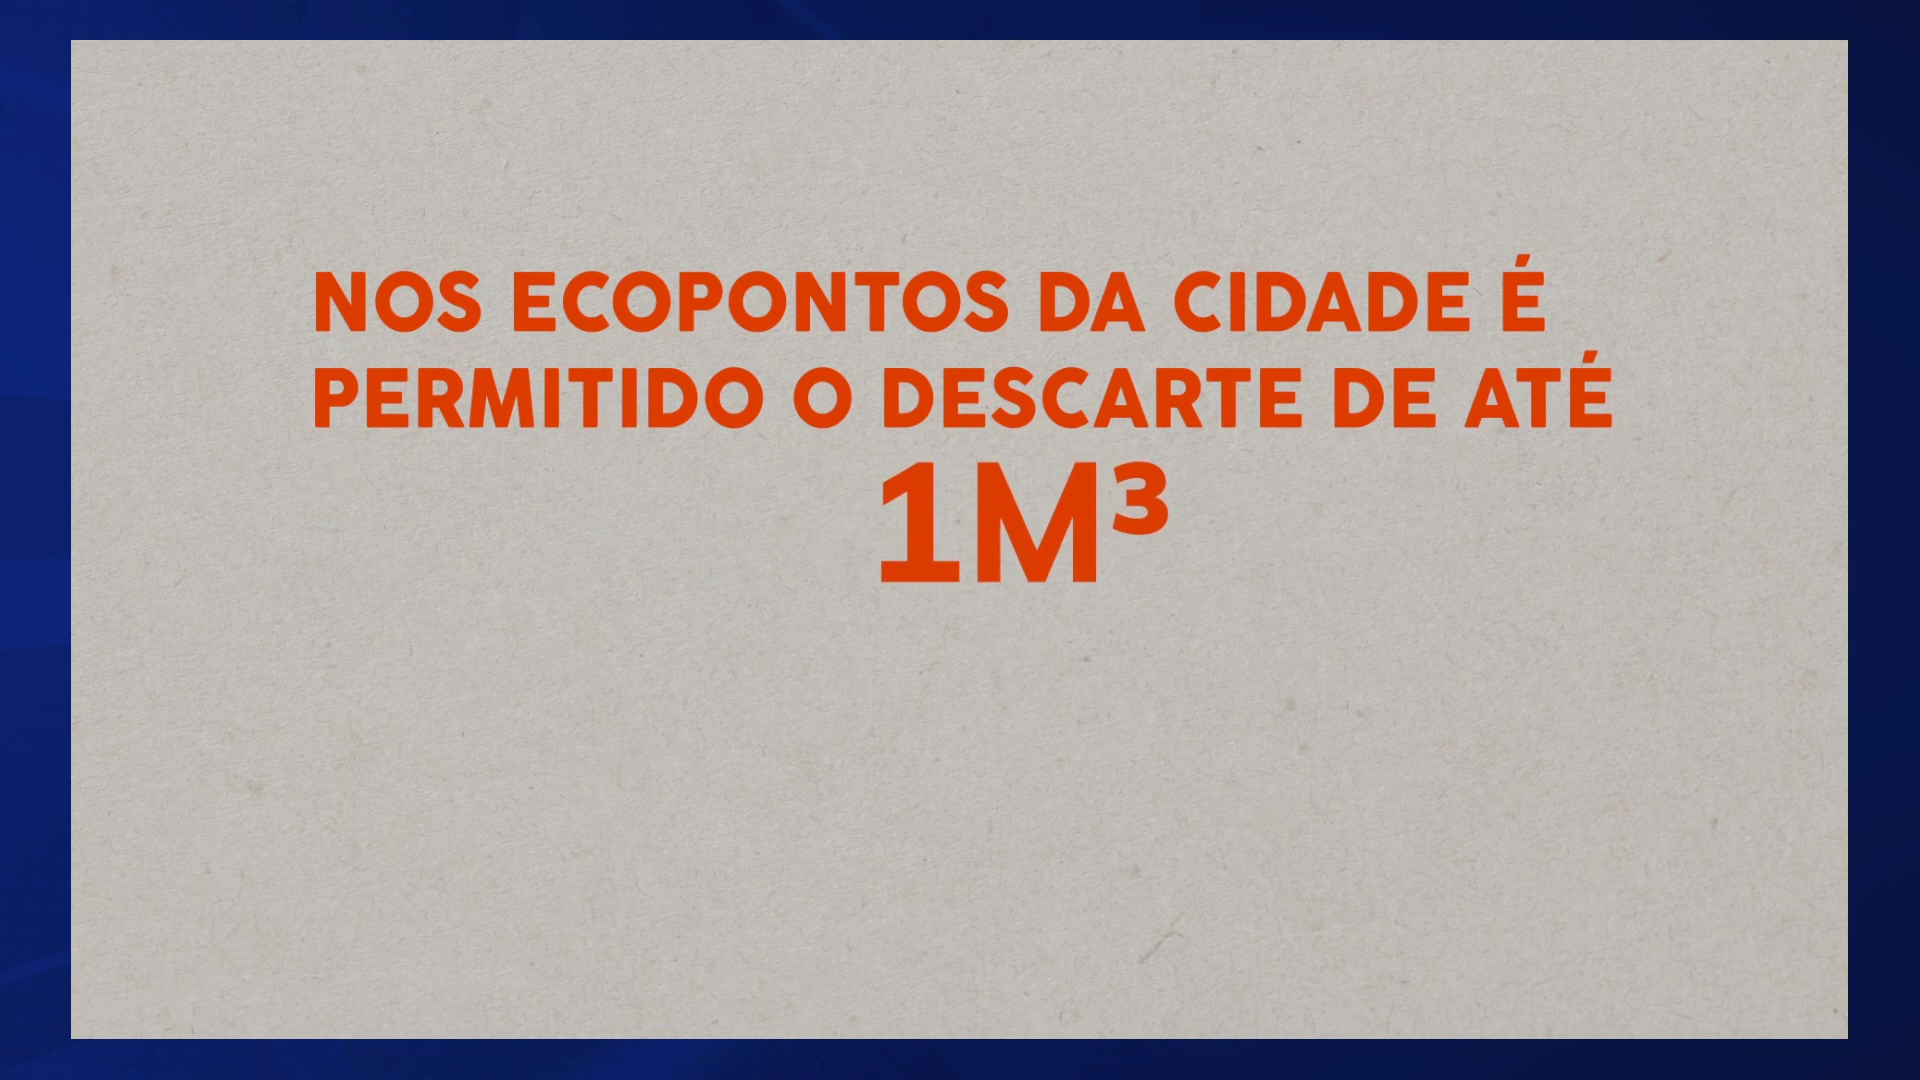 NOS ECOPONTOS DA CIDADE É
PERMITIDO O DESCARTE DE ATÉ
1M³